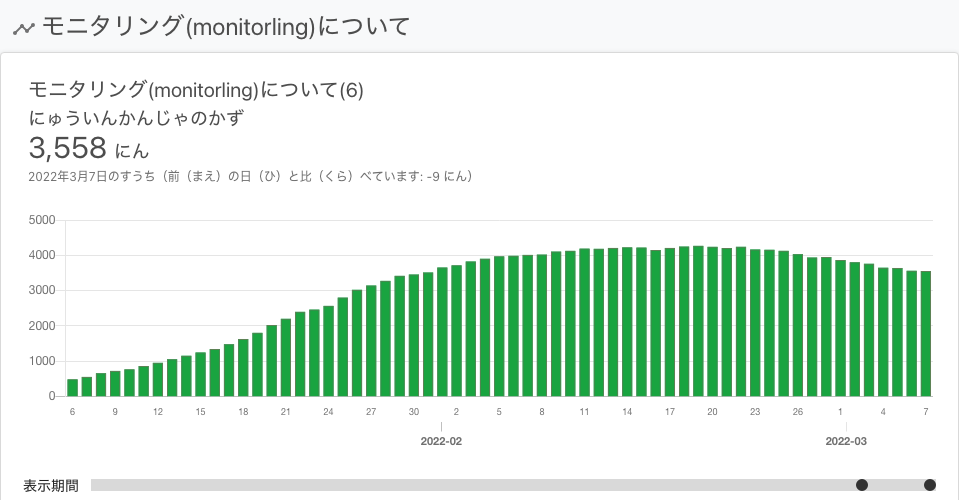 モニタリング(monitorling)について
モニタリング(monitorling)について(6)
にゅういんかんじゃのかず
3,558 にん
2022年3月7日のすうち（前（まえ）の日（ひ）と比（くら）べています: -9 にん）
5000
4000
3000
2000
1000
0
6 9 12 15 18 21 24 27 30 2 5 8 11 14 17 20 23 26 1 4 7
2022-02 2022-03
表示期間